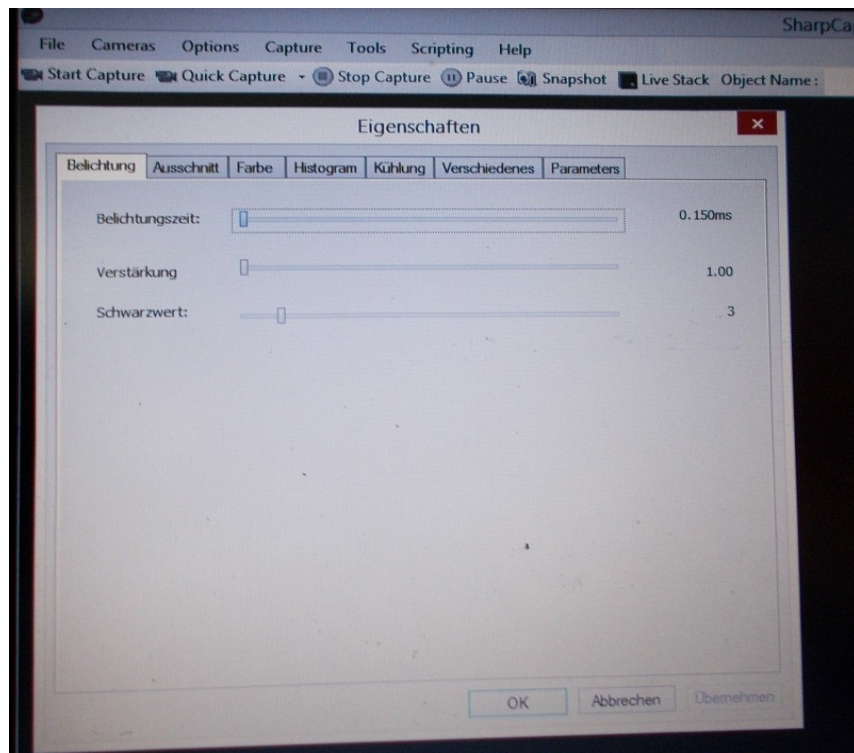 SharpCa
File Cameras Options Capture Tools Scripting Help
Start Capture Quick Capture Stop Capture Pause Snapshot Live Stack Object Name :
Eigenschaften
Belichtung Ausschnitt Farbe Histogram Kühlung Verschiedenes Parameters
Belichtungszeit: 0.150ms
Verstärkung 1.00
Schwarzwert: 3
OK Abbrechen Übernehmen